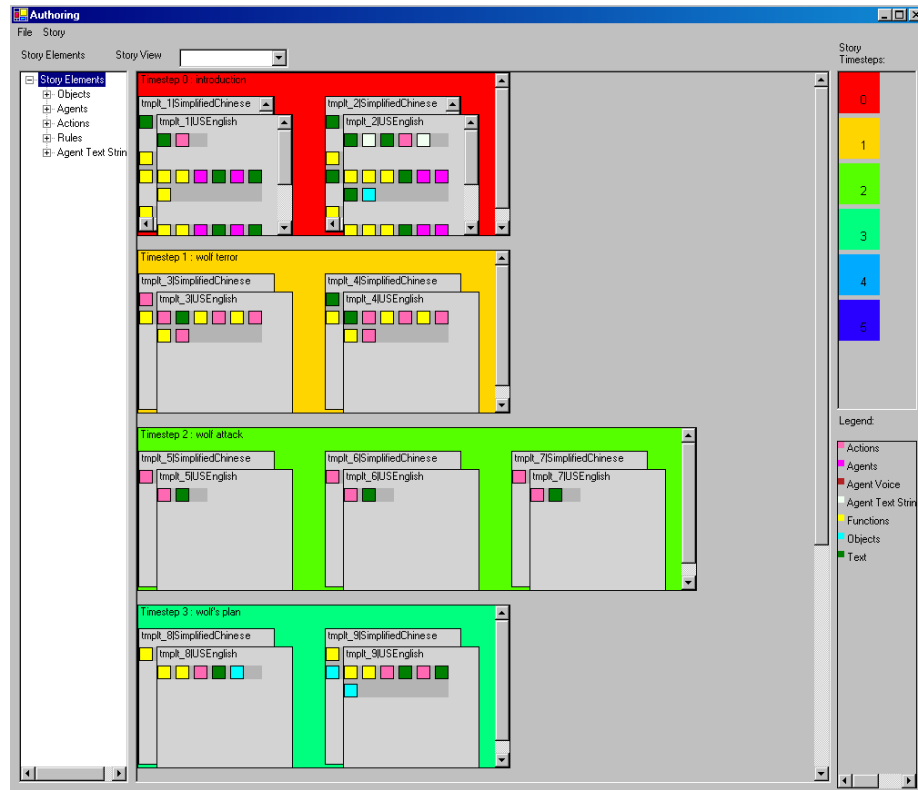 Authoring
File Story
Story Elements Story View
Story
Timesteps:
Story Elements
Objects
Agents
Actions
Rules
Agent Text Strin
Timestep 0 : introduction
tmplt_1|SimplifiedChinese
tmplt_1|USEnglish
tmplt_2|SimplifiedChinese
tmplt_2|USEnglish
Timestep 1 : wolf terror
tmplt_3|SimplifiedChinese
tmplt_3|USEnglish
tmplt_4|SimplifiedChinese
tmplt_4|USEnglish
Timestep 2 : wolf attack
tmplt_5|SimplifiedChinese
tmplt_5|USEnglish
tmplt_6|SimplifiedChinese
tmplt_6|USEnglish
tmplt_7|SimplifiedChinese
tmplt_7|USEnglish
Timestep 3 : wolf's plan
tmplt_8|SimplifiedChinese
tmplt_8|USEnglish
tmplt_9|SimplifiedChinese
tmplt_9|USEnglish
0
1
2
3
4
5
Legend:
Actions
Agents
Agent Voice
Agent Text Strin
Functions
Objects
Text